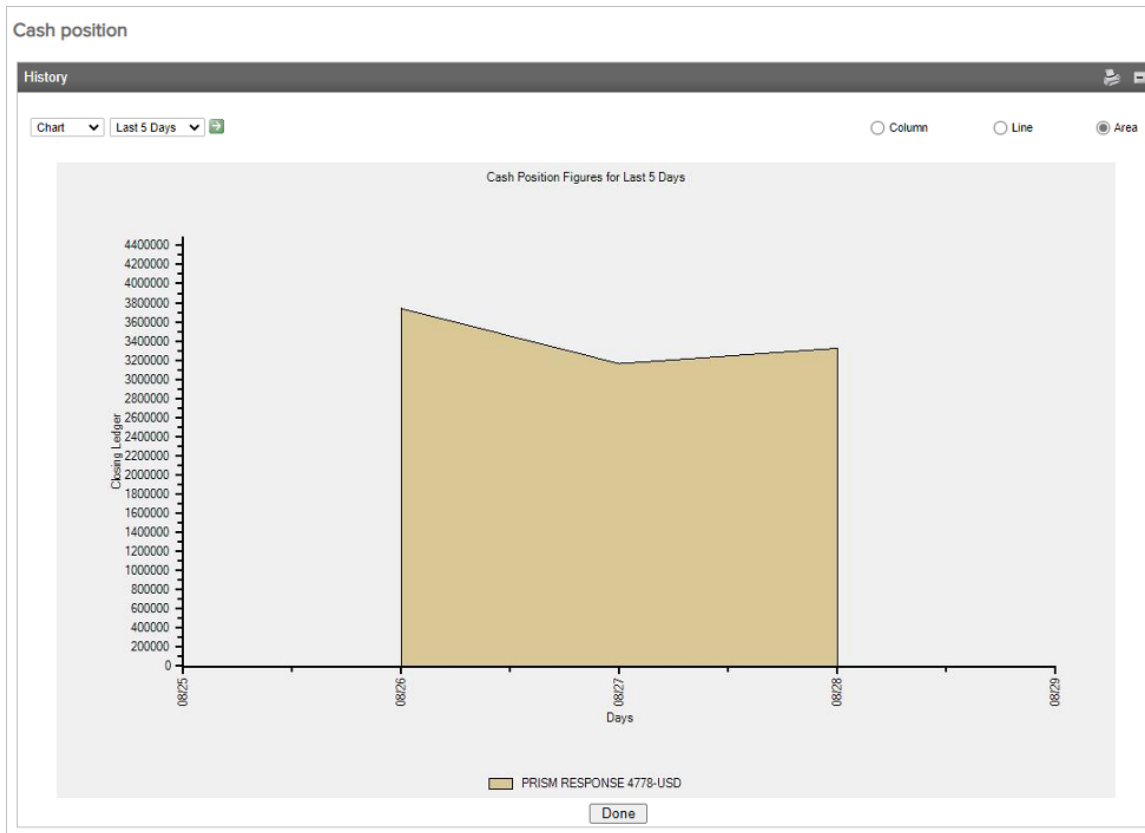 Cash position
History
Chart Last 5 Days Column Line Area
Cash Position Figures for Last 5 Days
4400000
4200000
4000000
3800000
3600000
3400000
3200000
3000000
2800000
2600000
2400000
2200000
2000000
1800000
1600000
1400000
1200000
1000000
800000
600000
400000
200000
0
Closing Ledger
08/25 08/26 08/27 08/28 08/29
Days
PRISM RESPONSE 4778-USD
Done